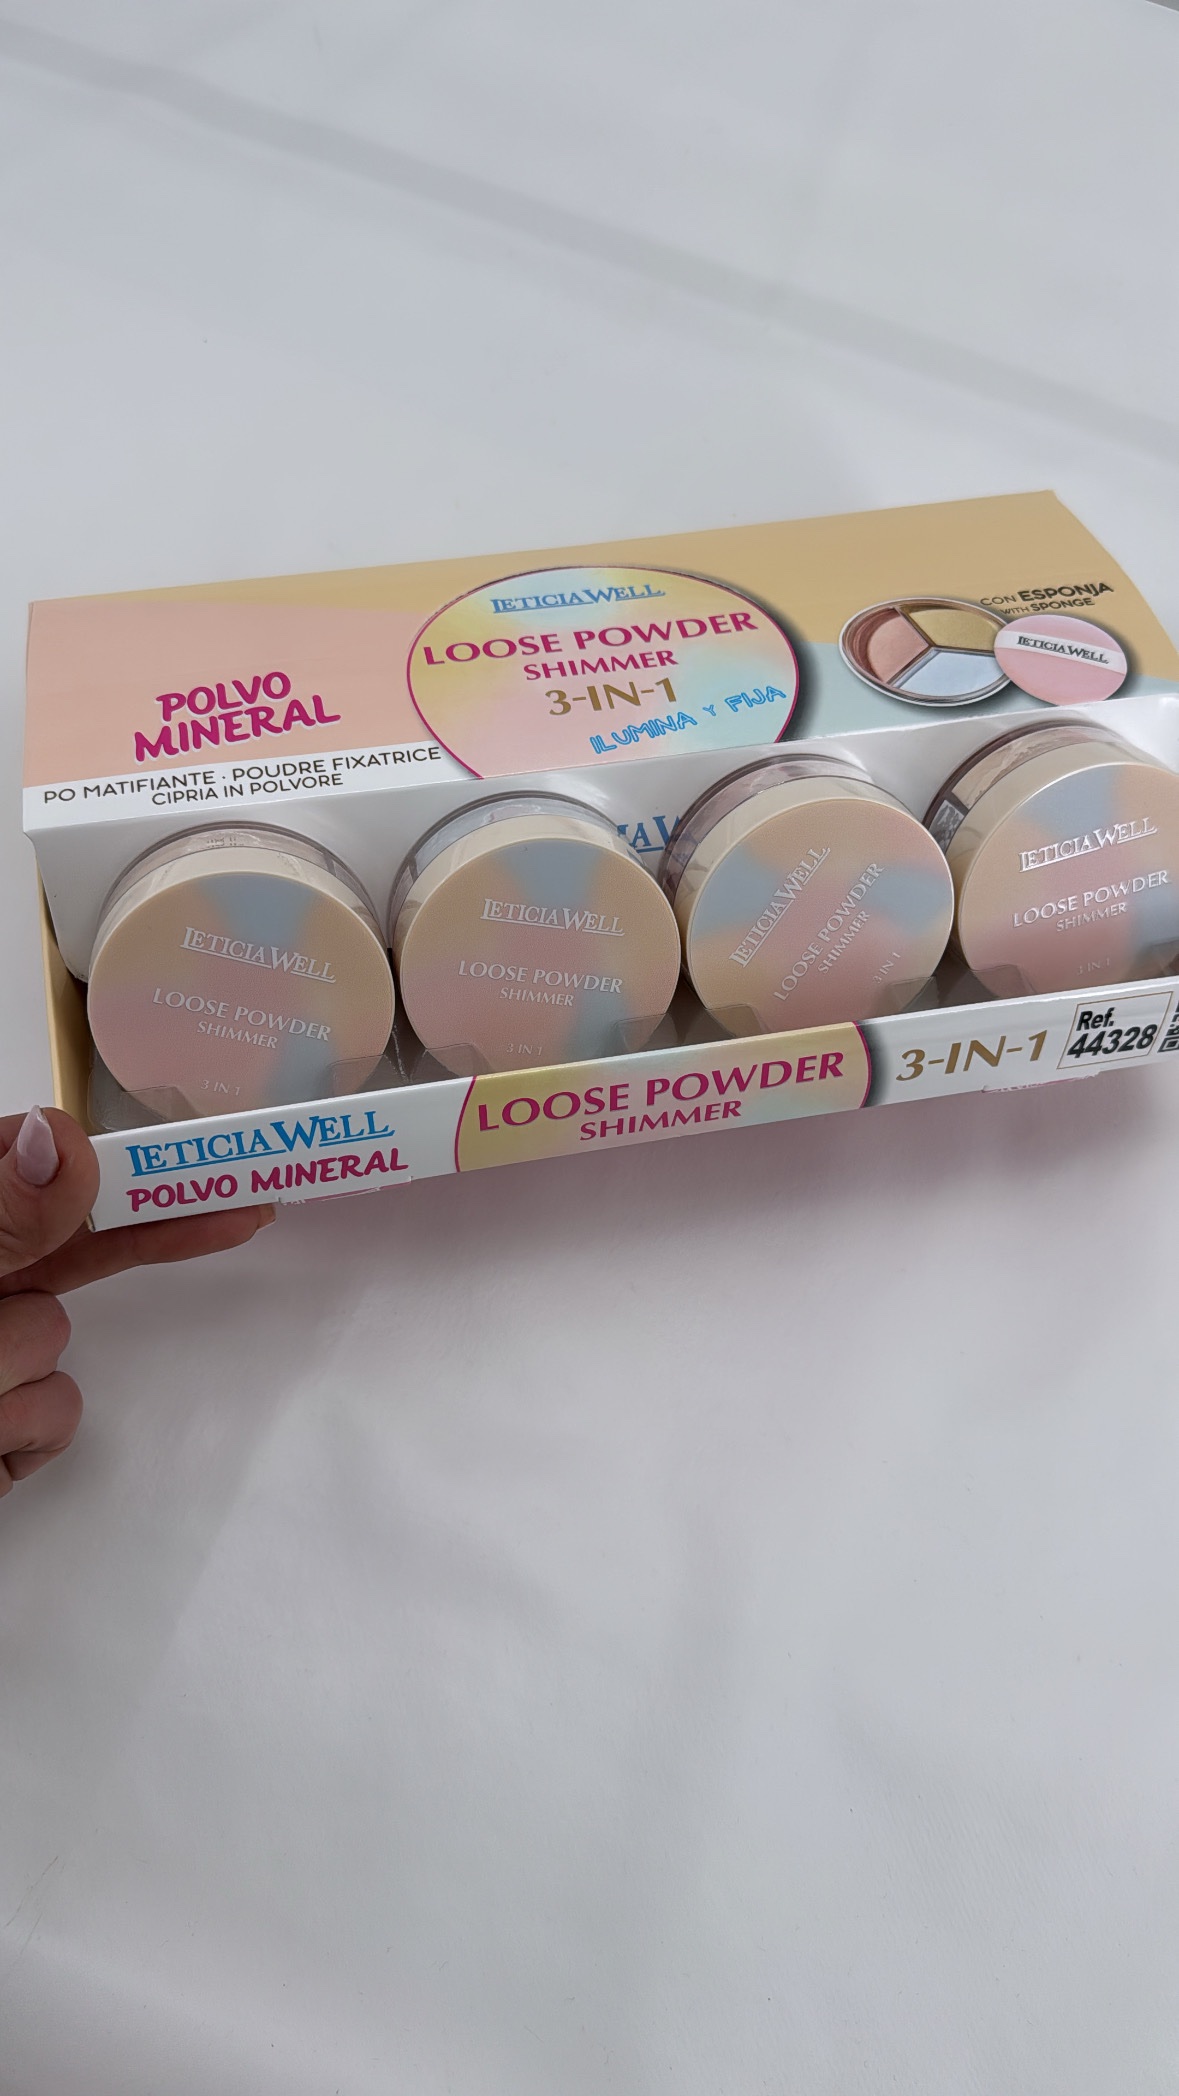 LETICIA WELL
LOOSE POWDER
SHIMMER
3-IN-1
ILUMINA Y FIJA
CON ESPONJA
WITH SPONGE
LETICIA WELL
POLVO
MINERAL
PO MATIFIANTE · POUDRE FIXATRICE
CIPRIA IN POLVORE
LETICIA WELL
LOOSE POWDER
SHIMMER
3 IN 1
LETICIA WELL
LOOSE POWDER
SHIMMER
3 IN 1
LETICIA WELL
LOOSE POWDER
SHIMMER
3 IN 1
LETICIA WELL
LOOSE POWDER
SHIMMER
3 IN 1
LETICIA WELL
POLVO MINERAL
LOOSE POWDER
SHIMMER
3-IN-1
Ref.
44328